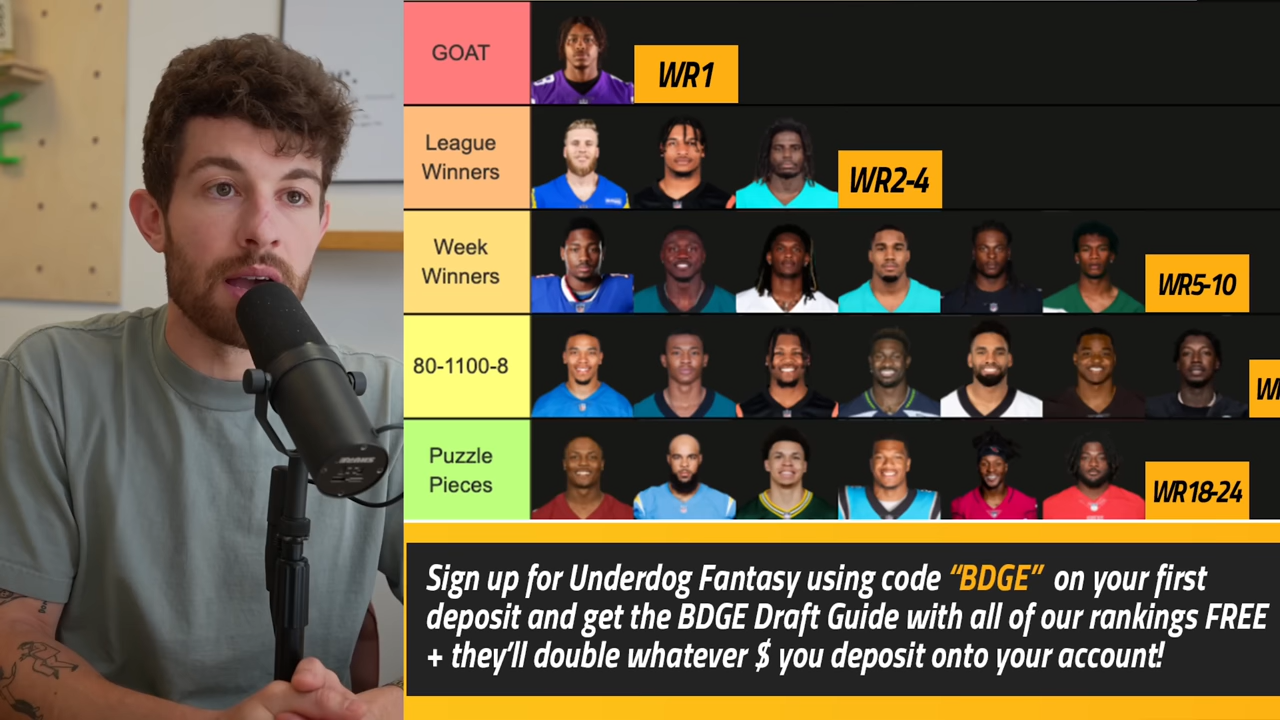 GOAT
WR1
League
Winners
WR2-4
Week
Winners
WR5-10
80-1100-8
Puzzle
Pieces
WR18-24
Sign up for Underdog Fantasy using code “BDGE” on your first
deposit and get the BDGE Draft Guide with all of our rankings FREE
+ they’ll double whatever $ you deposit onto your account!